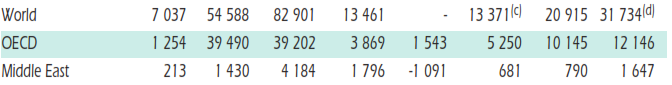 World 7 037 54 588 82 901 13 461 - 13 371(c) 20 915 31 734(d)
OECD 1 254 39 490 39 202 3 869 1 543 5 250 10 145 12 146
Middle East 213 1 430 4 184 1 796 -1 091 681 790 1 647